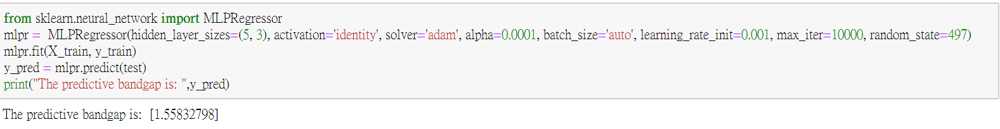 from sklearn.neural_network import MLPRegressor
mlpr =  MLPRegressor(hidden_layer_sizes=(5, 3), activation='identity', solver='adam', alpha=0.0001, batch_size='auto', learning_rate_init=0.001, max_iter=10000, random_state=497)
mlpr.fit(X_train, y_train)
y_pred = mlpr.predict(test)
print("The predictive bandgap is: ",y_pred)
The predictive bandgap is:  [1.55832798]